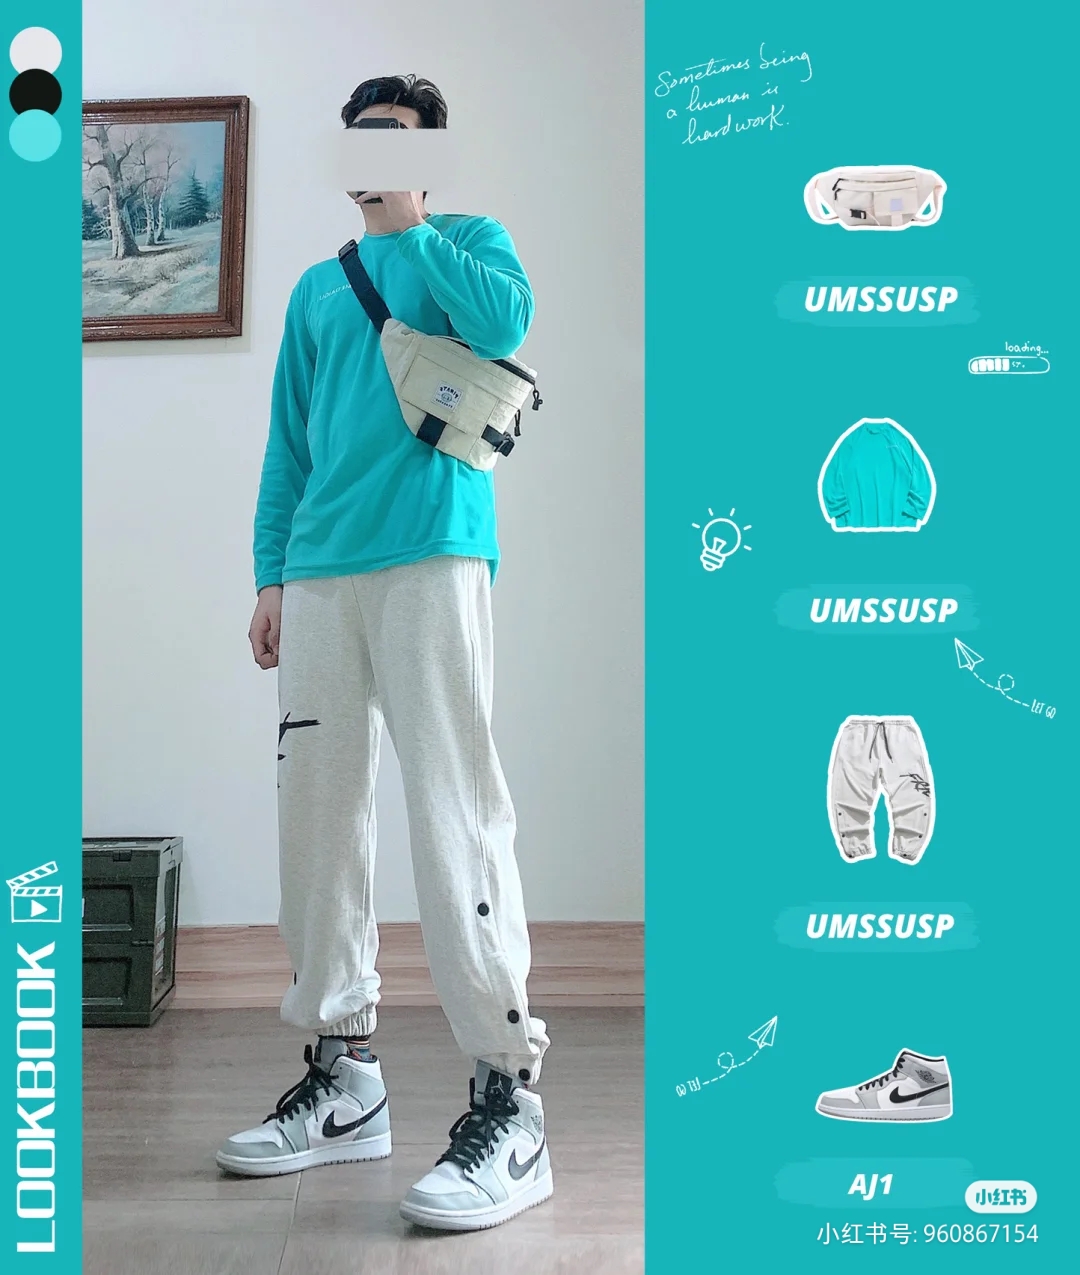 Sometimes being
a human is
hard work.
UMSSUSP
loading...
UMSSUSP
LET GO
UMSSUSP
AJ1
小红书
小红书号: 960867154
LOOKBOOK